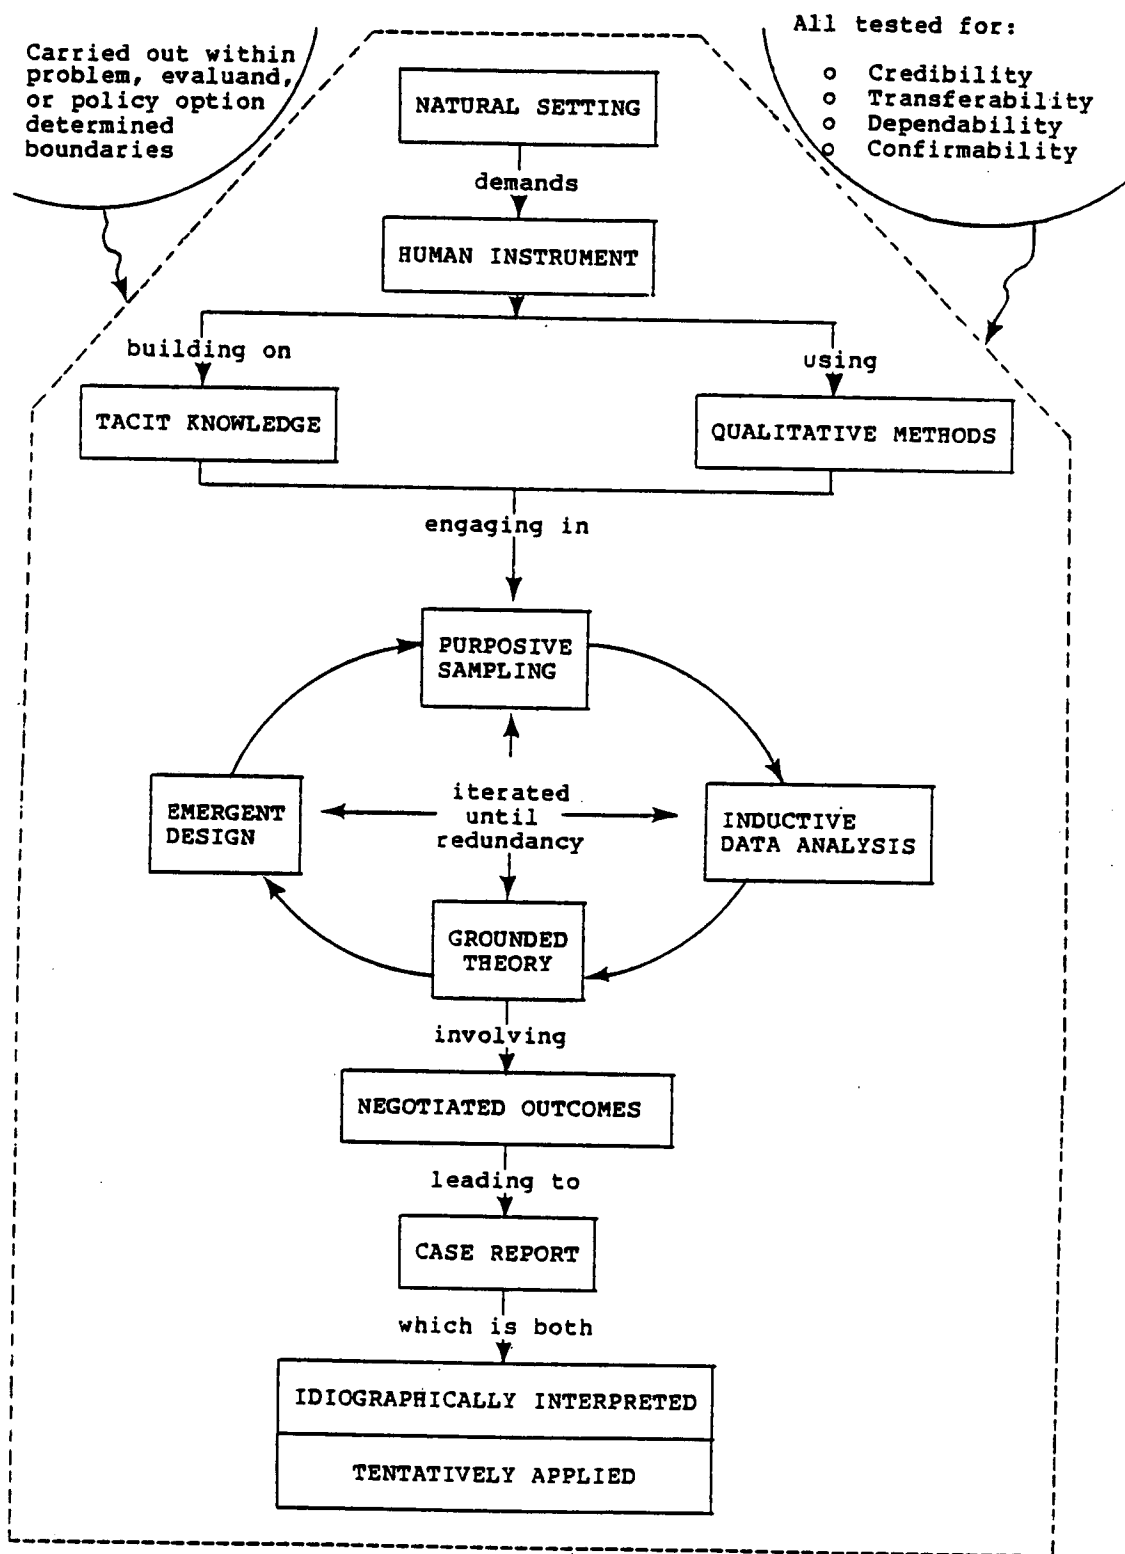 Carried out within
problem, evaluand,
or policy option
determined
boundaries
All tested for:
o Credibility
o Transferability
o Dependability
o Confirmability
NATURAL SETTING
demands
HUMAN INSTRUMENT
building on
using
TACIT KNOWLEDGE
QUALITATIVE METHODS
engaging in
PURPOSIVE
SAMPLING
EMERGENT
DESIGN
iterated
until
redundancy
INDUCTIVE
DATA ANALYSIS
GROUNDED
THEORY
involving
NEGOTIATED OUTCOMES
leading to
CASE REPORT
which is both
IDIOGRAPHICALLY INTERPRETED
TENTATIVELY APPLIED